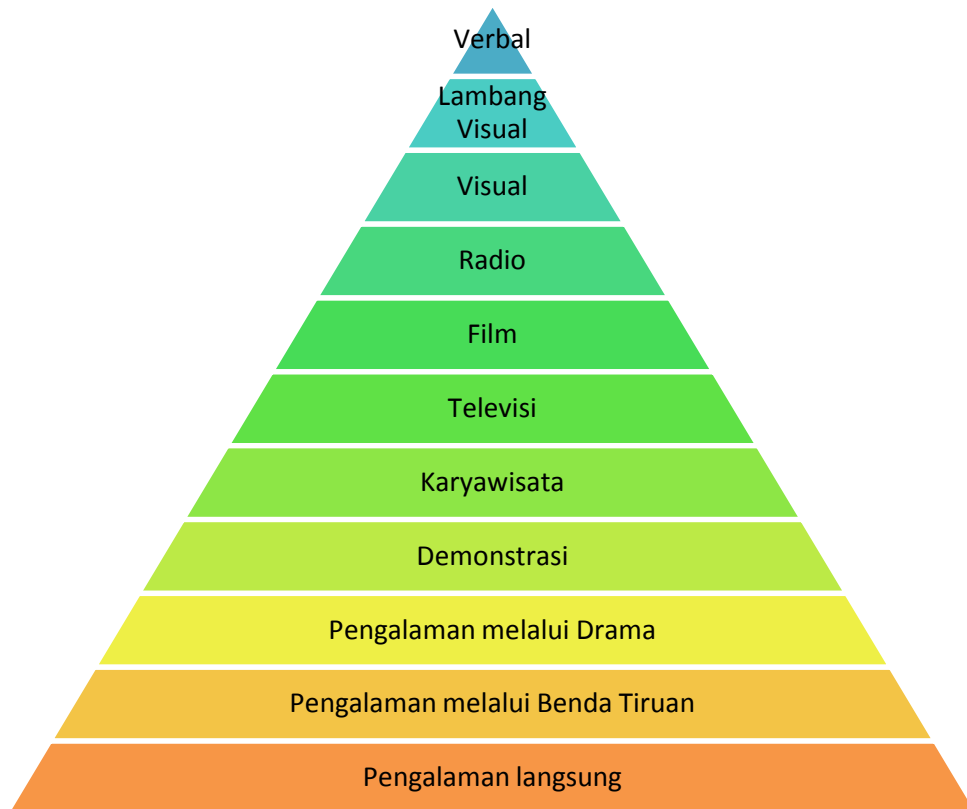 Verbal
Lambang
Visual
Visual
Radio
Film
Televisi
Karyawisata
Demonstrasi
Pengalaman melalui Drama
Pengalaman melalui Benda Tiruan
Pengalaman langsung